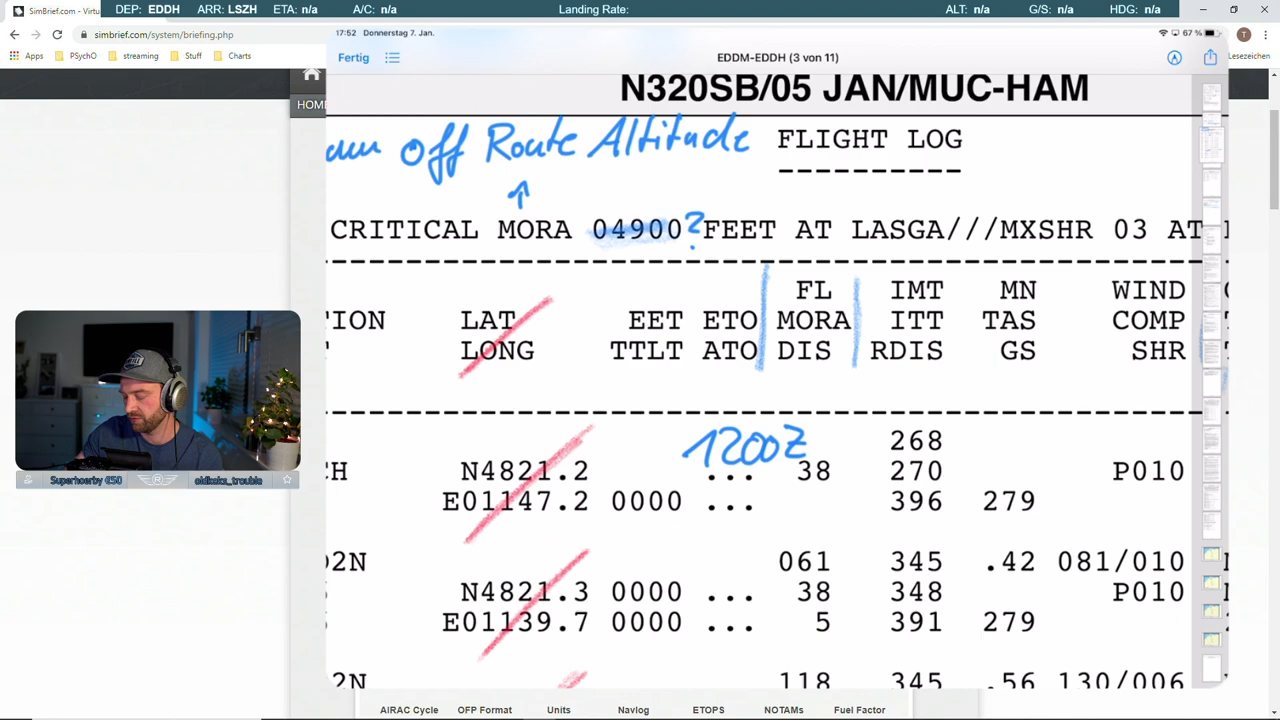 SimBrief.com - Virtu
DEP: EDDH ARR: LSZH ETA: n/a A/C: n/a Landing Rate: ALT: n/a G/S: n/a HDG: n/a
simbrief.com/system/briefing.php
T
Apps PSychO streaming Stuff Charts
Lesezeichen
17:52 Donnerstag 7. Jan.
67 %
Fertig
EDDM-EDDH (3 von 11)
HOME
N320SB/05 JAN/MUC-HAM
Off Route Altitude
FLIGHT LOG
----------
CRITICAL MORA 04900 ? FEET AT LASGA///MXSHR 03 AT
FL IMT MN WIND
TION LAT EET ETO MORA ITT TAS COMP
LONG TTLT ATO DIS RDIS GS SHR
1200Z 268
CH N4821.2 ... 38 270 P010
E01147.2 0000 ... 396 279
02N 061 345 .42 081/010
N4821.3 0000 ... 38 348 P010
E01139.7 0000 ... 5 391 279
2N 118 345 .56 130/006
Superhoerby €50
oldkuks_trouble
AIRAC Cycle OFP Format Units Navlog ETOPS NOTAMs Fuel Factor